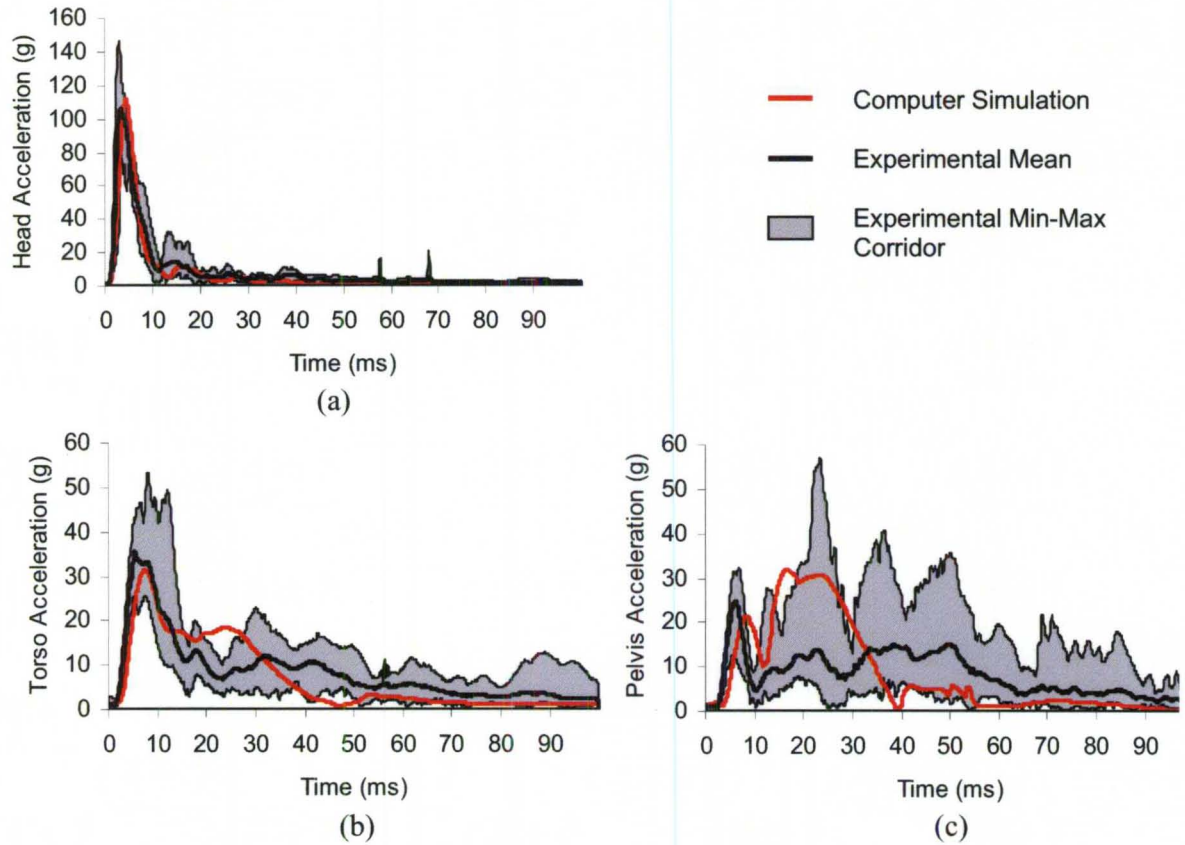 160
140
120
100
80
60
40
20
0
Head Acceleration (g)
0 10 20 30 40 50 60 70 80 90
Time (ms)
(a)
Computer Simulation
Experimental Mean
Experimental Min-Max
Corridor
60
50
40
30
20
10
0
Torso Acceleration (g)
0 10 20 30 40 50 60 70 80 90
Time (ms)
(b)
60
50
40
30
20
10
0
Pelvis Acceleration (g)
0 10 20 30 40 50 60 70 80 90
Time (ms)
(c)